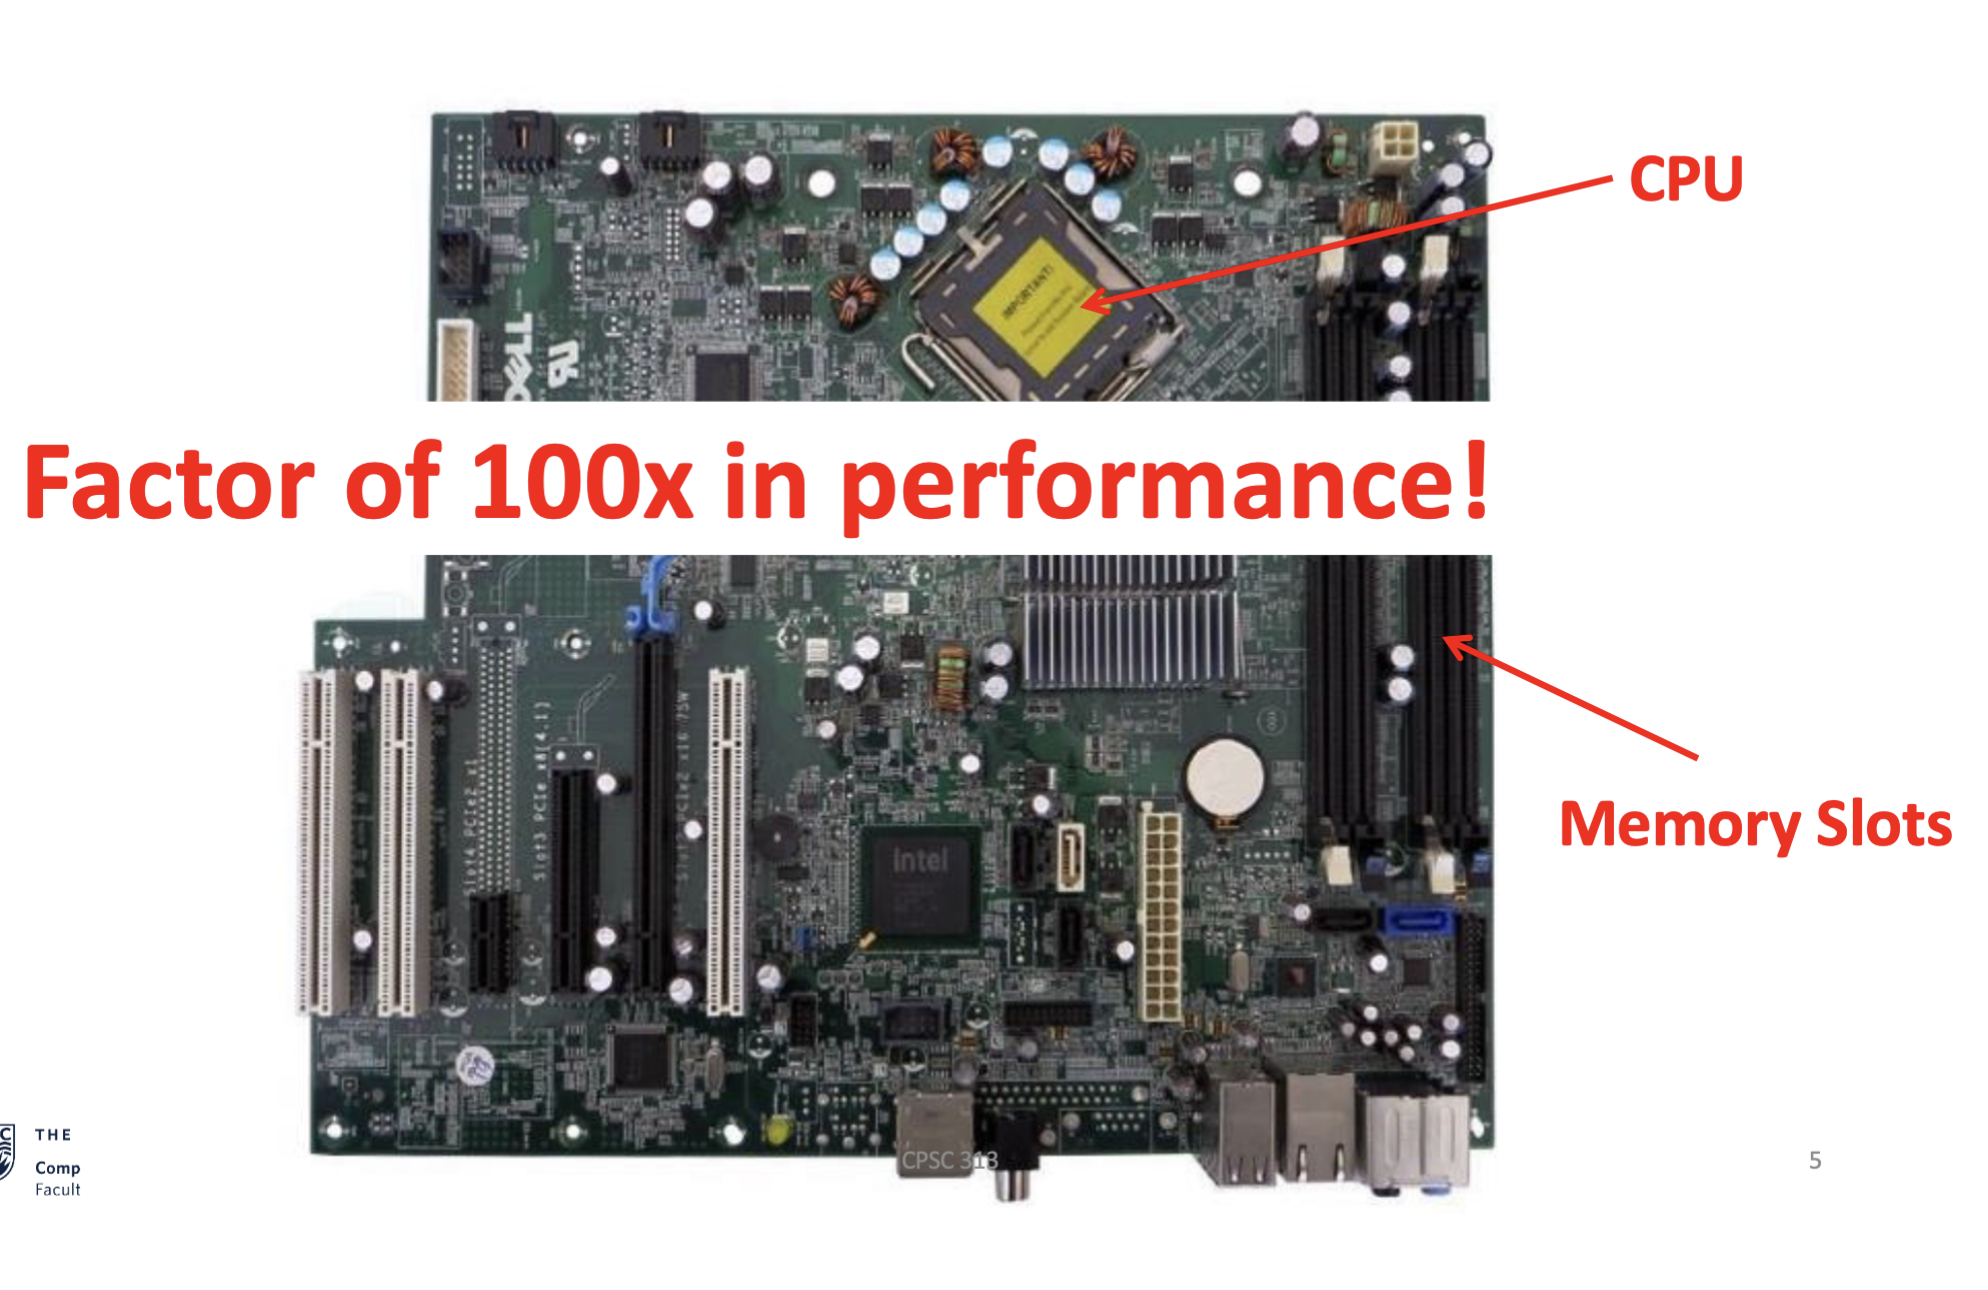 CPU
IMPORTANT!
DELL
Factor of 100x in performance!
Memory Slots
Slot4 PCIe2 x1
Slot3 PCIe x8(4,1)
intel
THE
Comp
Facult
CPSC 313
5